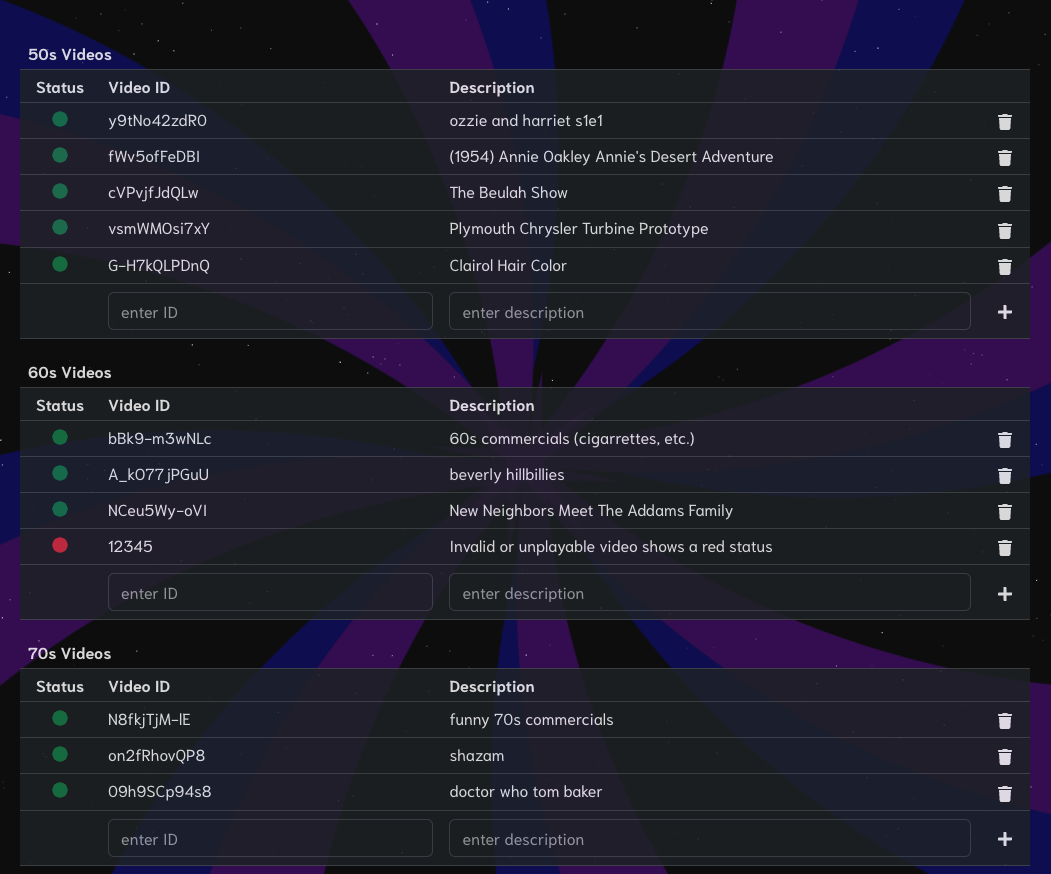 50s Videos
Status Video ID Description
y9tNo42zdR0 ozzie and harriet s1e1
fWv5ofFeDBI (1954) Annie Oakley Annie's Desert Adventure
cVPvjfJdQLw The Beulah Show
vsmWMOsi7xY Plymouth Chrysler Turbine Prototype
G-H7kQLPDnQ Clairol Hair Color
enter ID enter description
60s Videos
Status Video ID Description
bBk9-m3wNLc 60s commercials (cigarrettes, etc.)
A_kO77jPGuU beverly hillbillies
NCeu5Wy-oVI New Neighbors Meet The Addams Family
12345 Invalid or unplayable video shows a red status
enter ID enter description
70s Videos
Status Video ID Description
N8fkjTjM-lE funny 70s commercials
on2fRhovQP8 shazam
09h9SCp94s8 doctor who tom baker
enter ID enter description